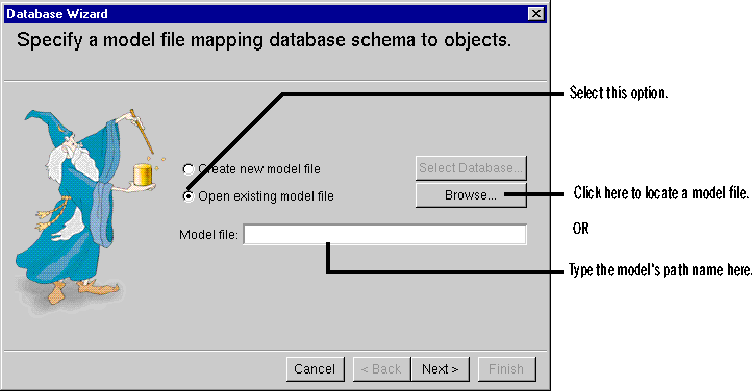 Database Wizard
Specify a model file mapping database schema to objects.
Select this option.
Create new model file
Select Database...
Open existing model file
Browse...
Click here to locate a model file.
OR
Model file:
Type the model's path name here.
Cancel
< Back
Next >
Finish